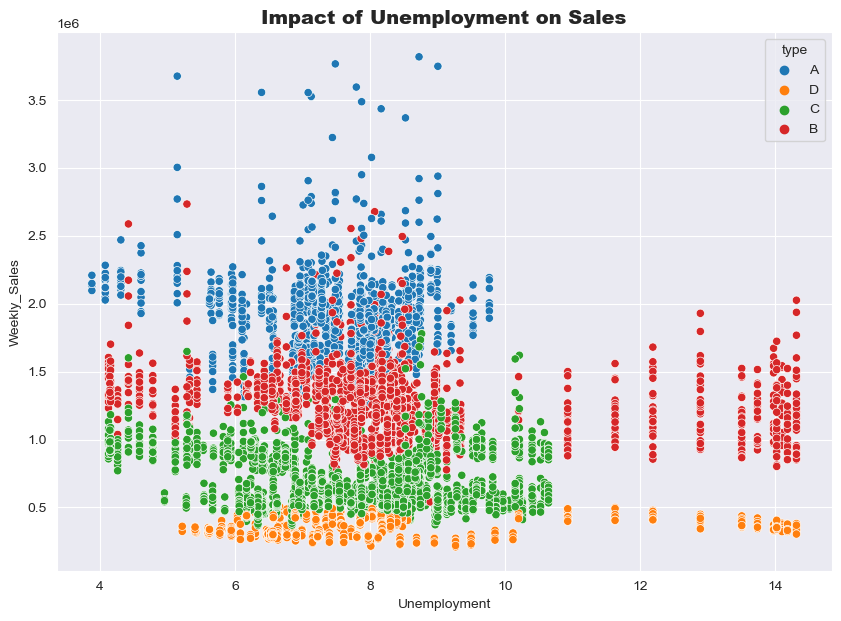 Impact of Unemployment on Sales
1e6
type
A
D
C
B
3.5
3.0
2.5
2.0
1.5
1.0
0.5
Weekly_Sales
4 6 8 10 12 14
Unemployment